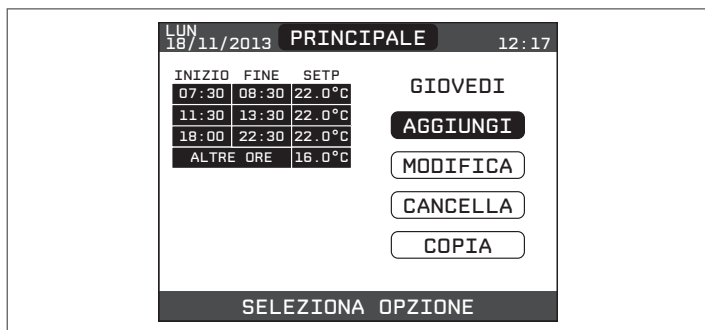 LUN
18/11/2013 PRINCIPALE 12:17
INIZIO FINE SETP
07:30 08:30 22.0°C
11:30 13:30 22.0°C
18:00 22:30 22.0°C
ALTRE ORE 16.0°C
GIOVEDI
AGGIUNGI
MODIFICA
CANCELLA
COPIA
SELEZIONA OPZIONE